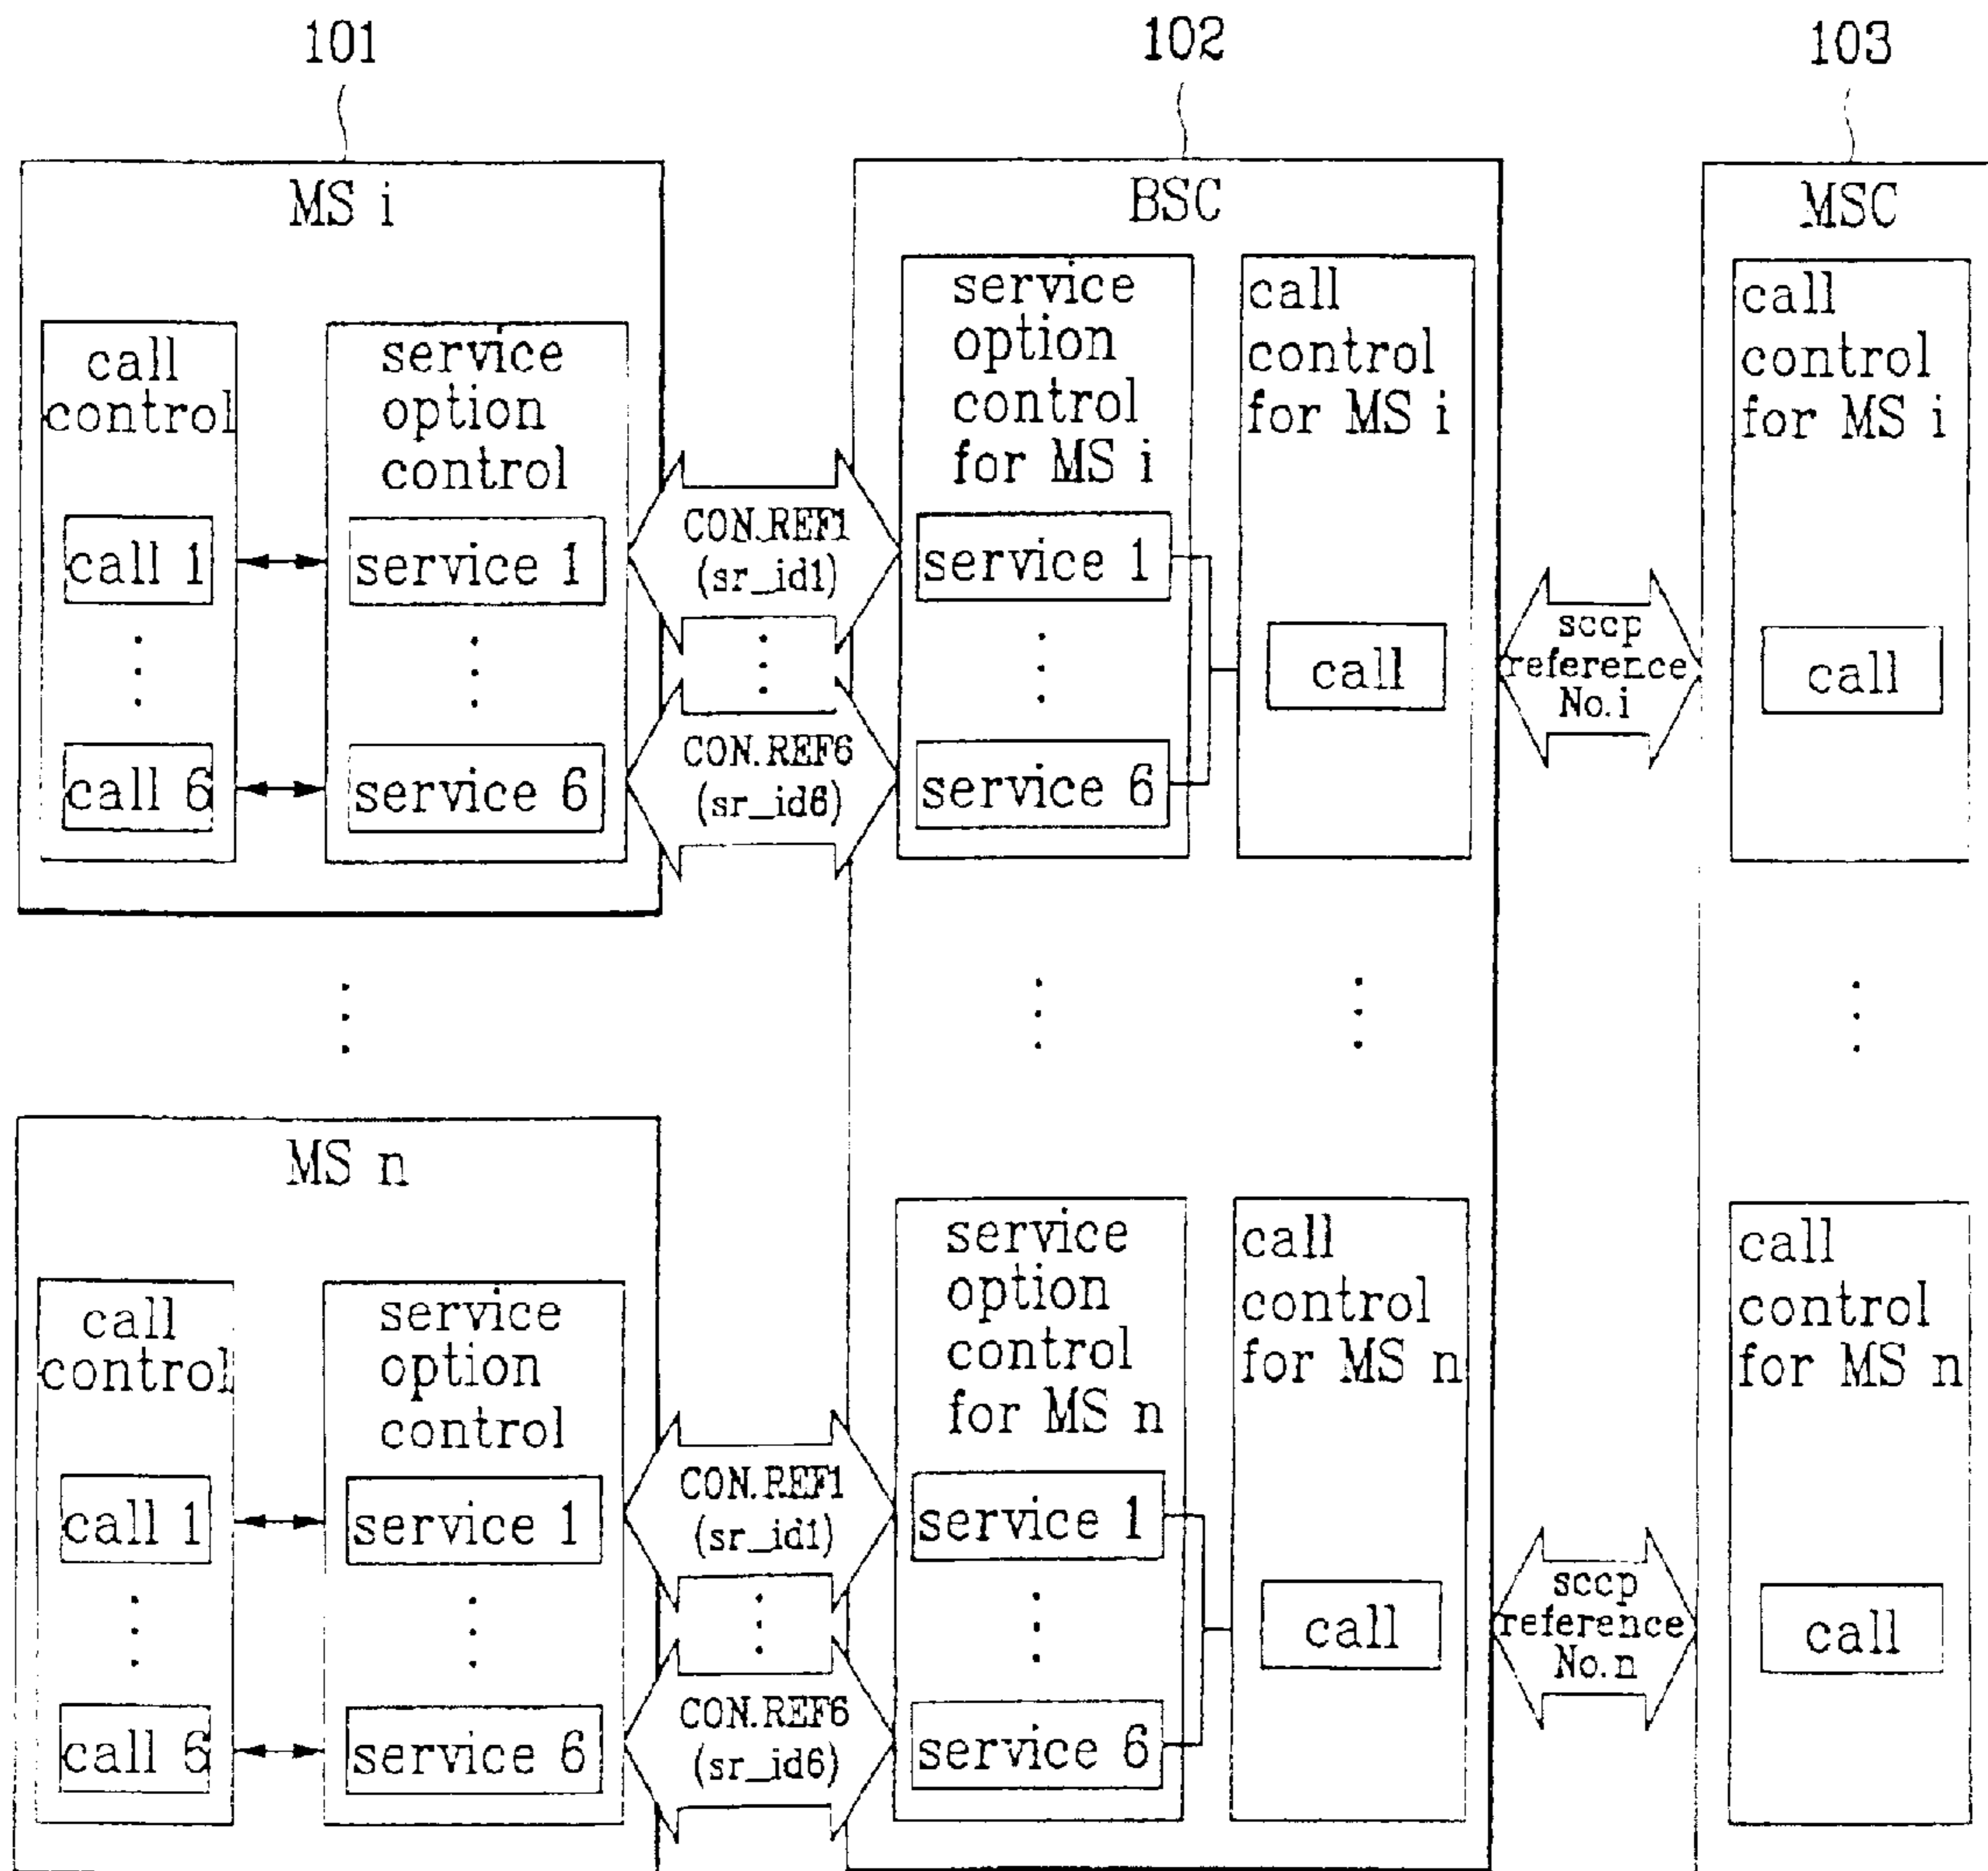 101
102
103
MS i
BSC
MSC
call
control
service
option
control
service
option
control
for MS i
call
control
for MS i
call
control
for MS i
call 1
service 1
CON.REF1
(sr_id1)
service 1
call
sccp
reference
No.i
call
call 6
service 6
CON.REF6
(sr_id6)
service 6
MS n
call
control
service
option
control
service
option
control
for MS n
call
control
for MS n
call
control
for MS n
call 1
service 1
CON.REF1
(sr_id1)
service 1
call
sccp
reference
No.n
call
call 6
service 6
CON.REF6
(sr_id6)
service 6